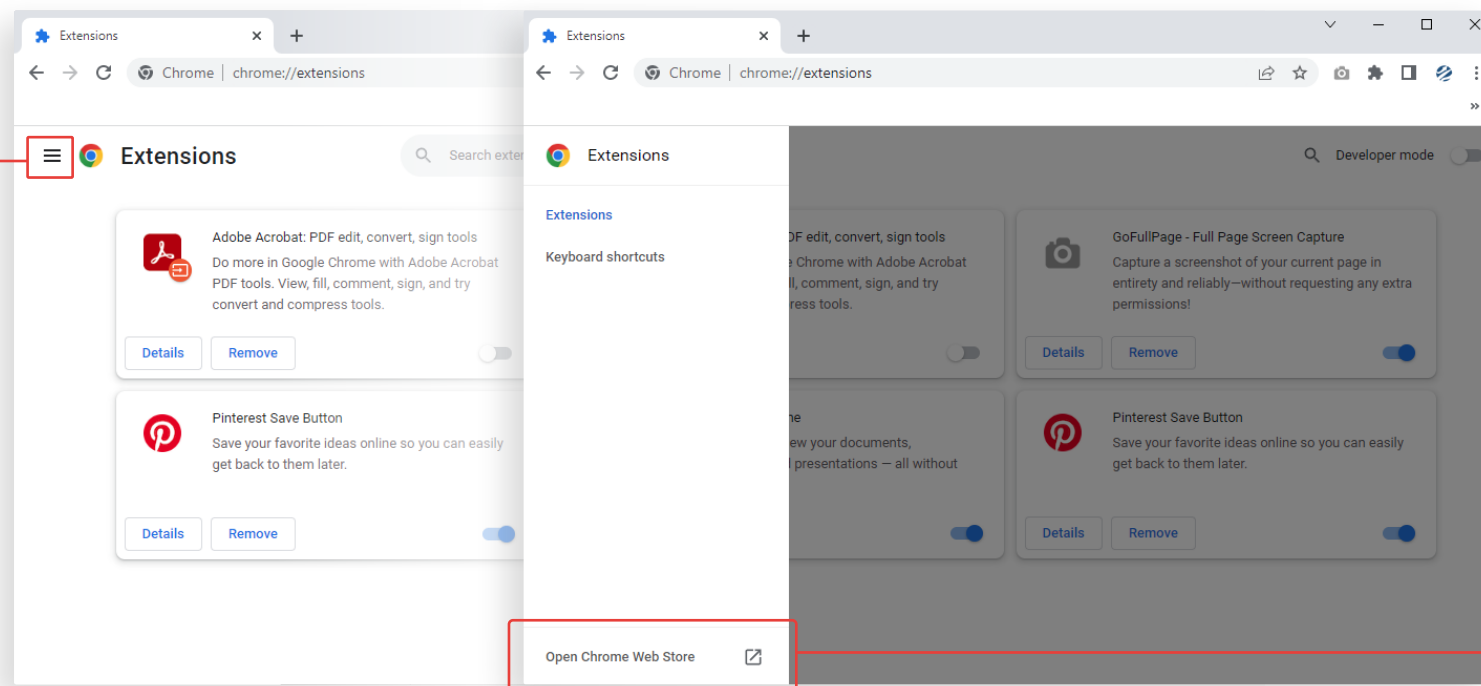 Extensions
Chrome | chrome://extensions
Extensions
Search exter
Adobe Acrobat: PDF edit, convert, sign tools
Do more in Google Chrome with Adobe Acrobat
PDF tools. View, fill, comment, sign, and try
convert and compress tools.
Details Remove
Pinterest Save Button
Save your favorite ideas online so you can easily
get back to them later.
Details Remove
Extensions
Chrome | chrome://extensions
»
Extensions
Developer mode
Extensions
Keyboard shortcuts
DF edit, convert, sign tools
e Chrome with Adobe Acrobat
ll, comment, sign, and try
ress tools.
GoFullPage - Full Page Screen Capture
Capture a screenshot of your current page in
entirety and reliably—without requesting any extra
permissions!
Details Remove
ne
ew your documents,
l presentations — all without
Pinterest Save Button
Save your favorite ideas online so you can easily
get back to them later.
Details Remove
Open Chrome Web Store